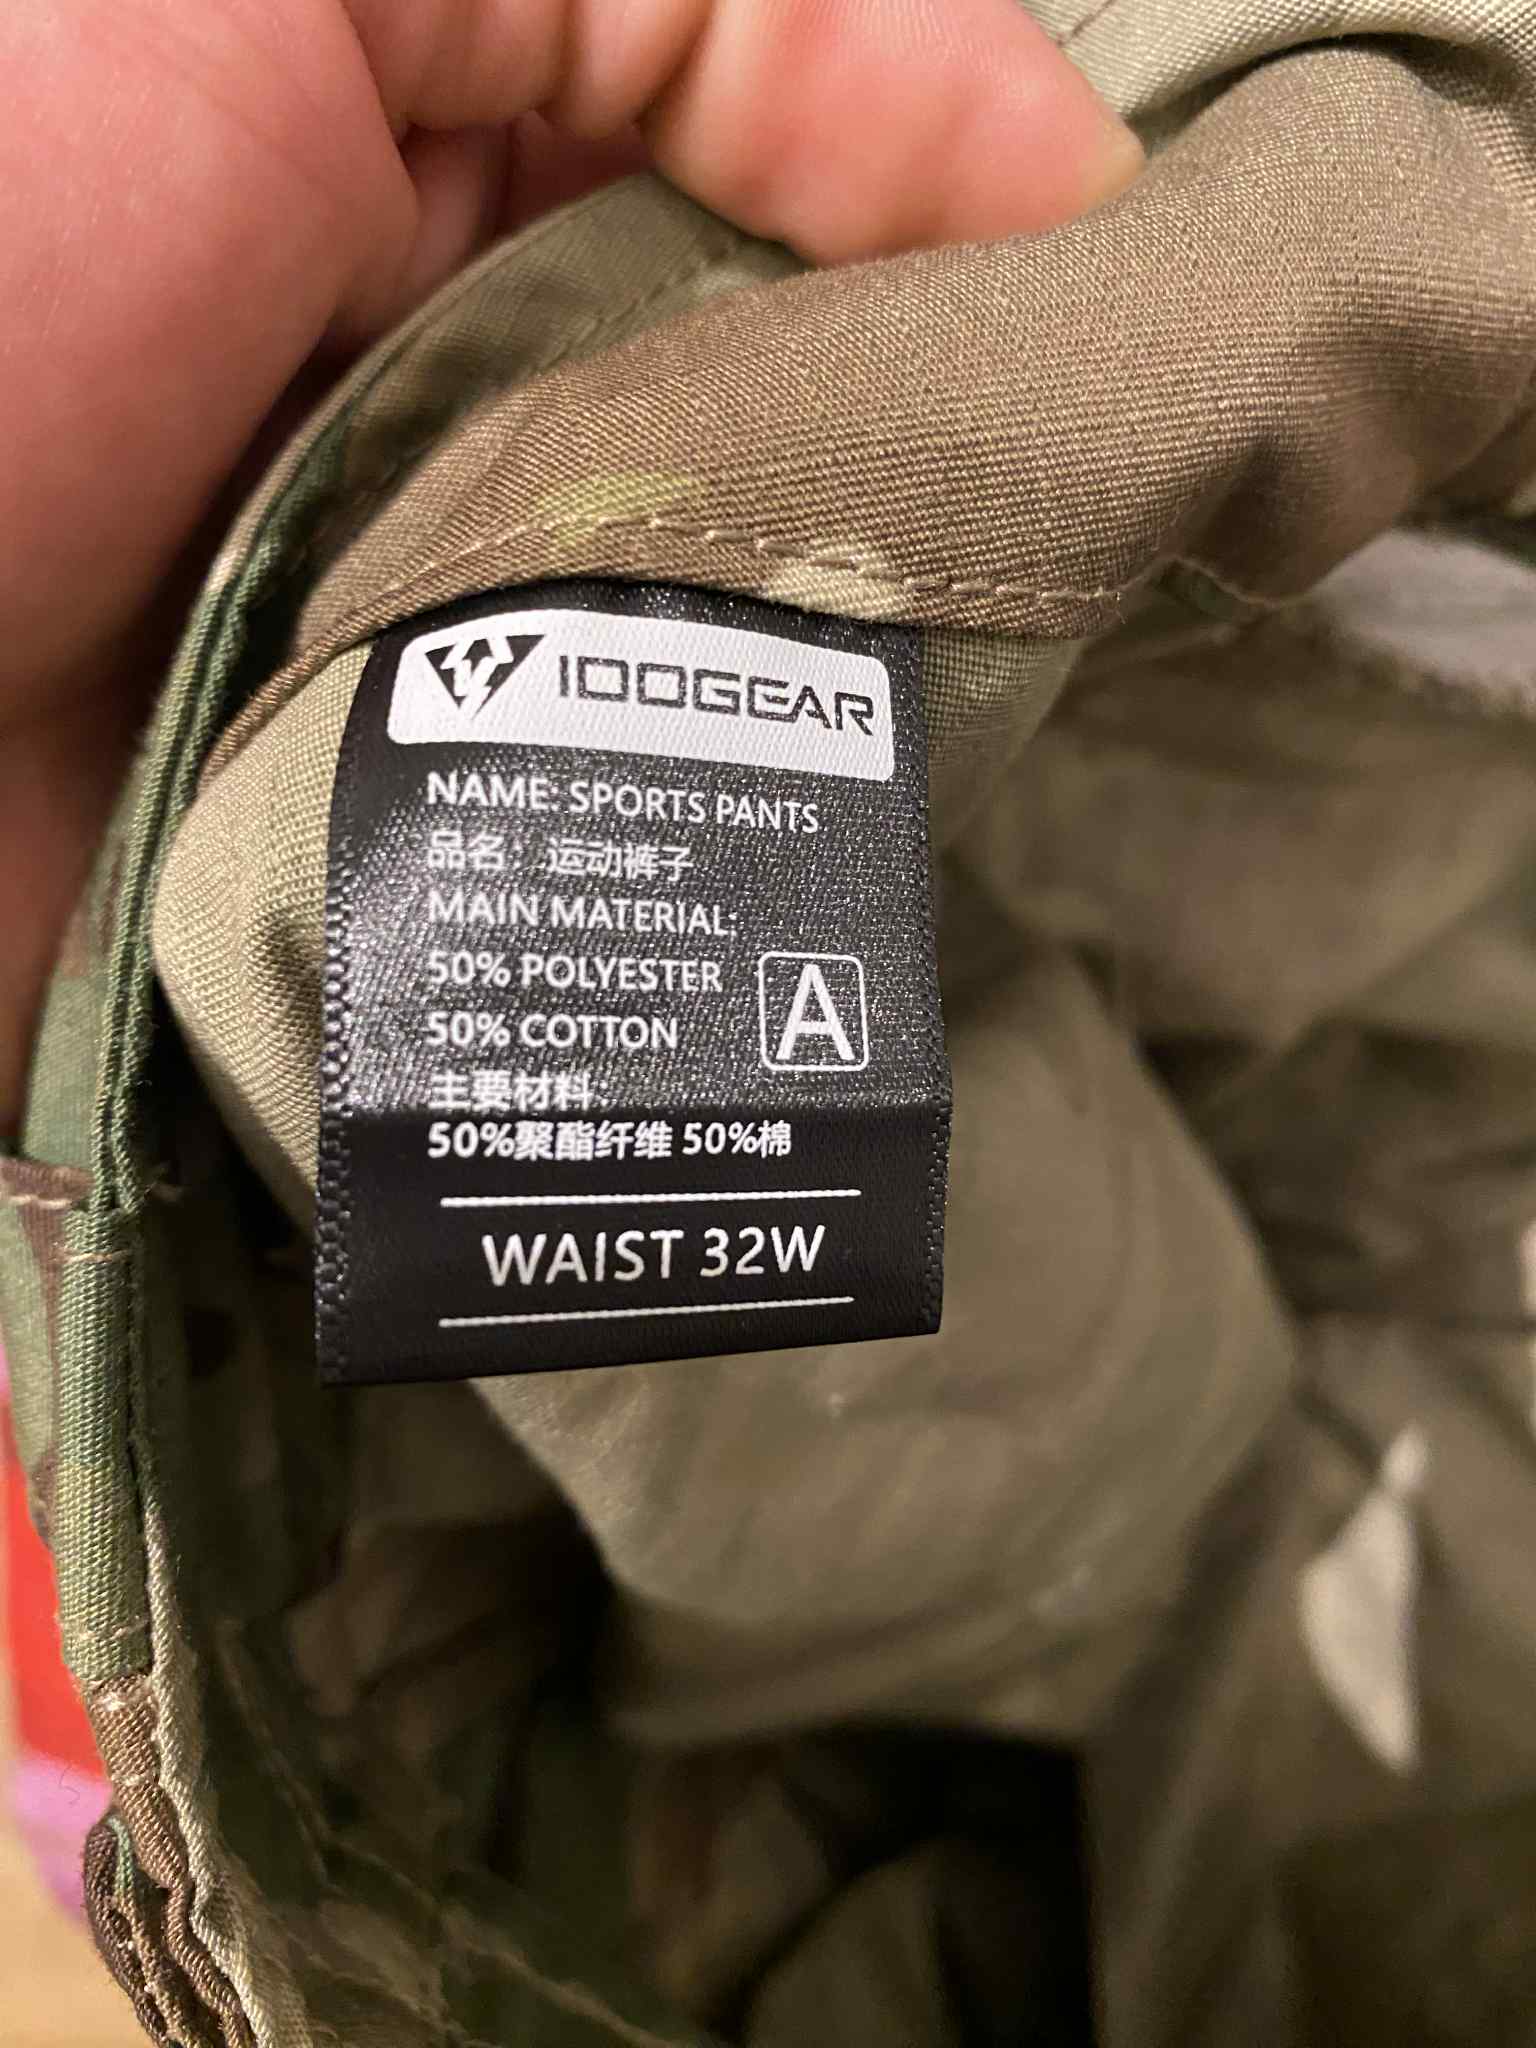 IDOGEAR
NAME: SPORTS PANTS
品名：运动裤子
MAIN MATERIAL:
50% POLYESTER
50% COTTON
A
主要材料：
50%聚酯纤维 50%棉
WAIST 32W